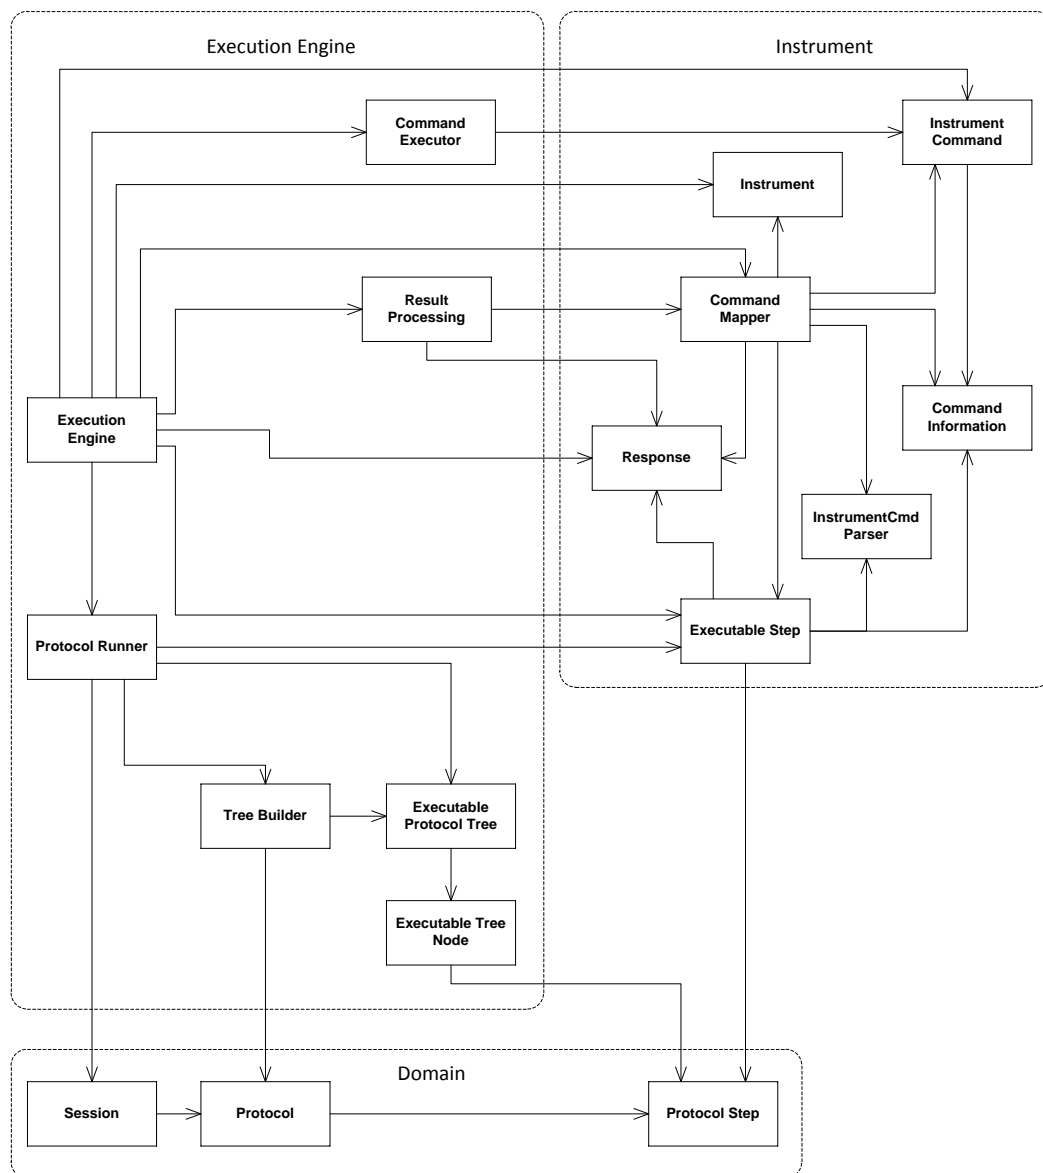 Execution Engine
Instrument
Command
Executor
Instrument
Command
Instrument
Result
Processing
Command
Mapper
Execution
Engine
Response
Command
Information
InstrumentCmd
Parser
Protocol Runner
Executable Step
Tree Builder
Executable
Protocol Tree
Executable Tree
Node
Domain
Session
Protocol
Protocol Step